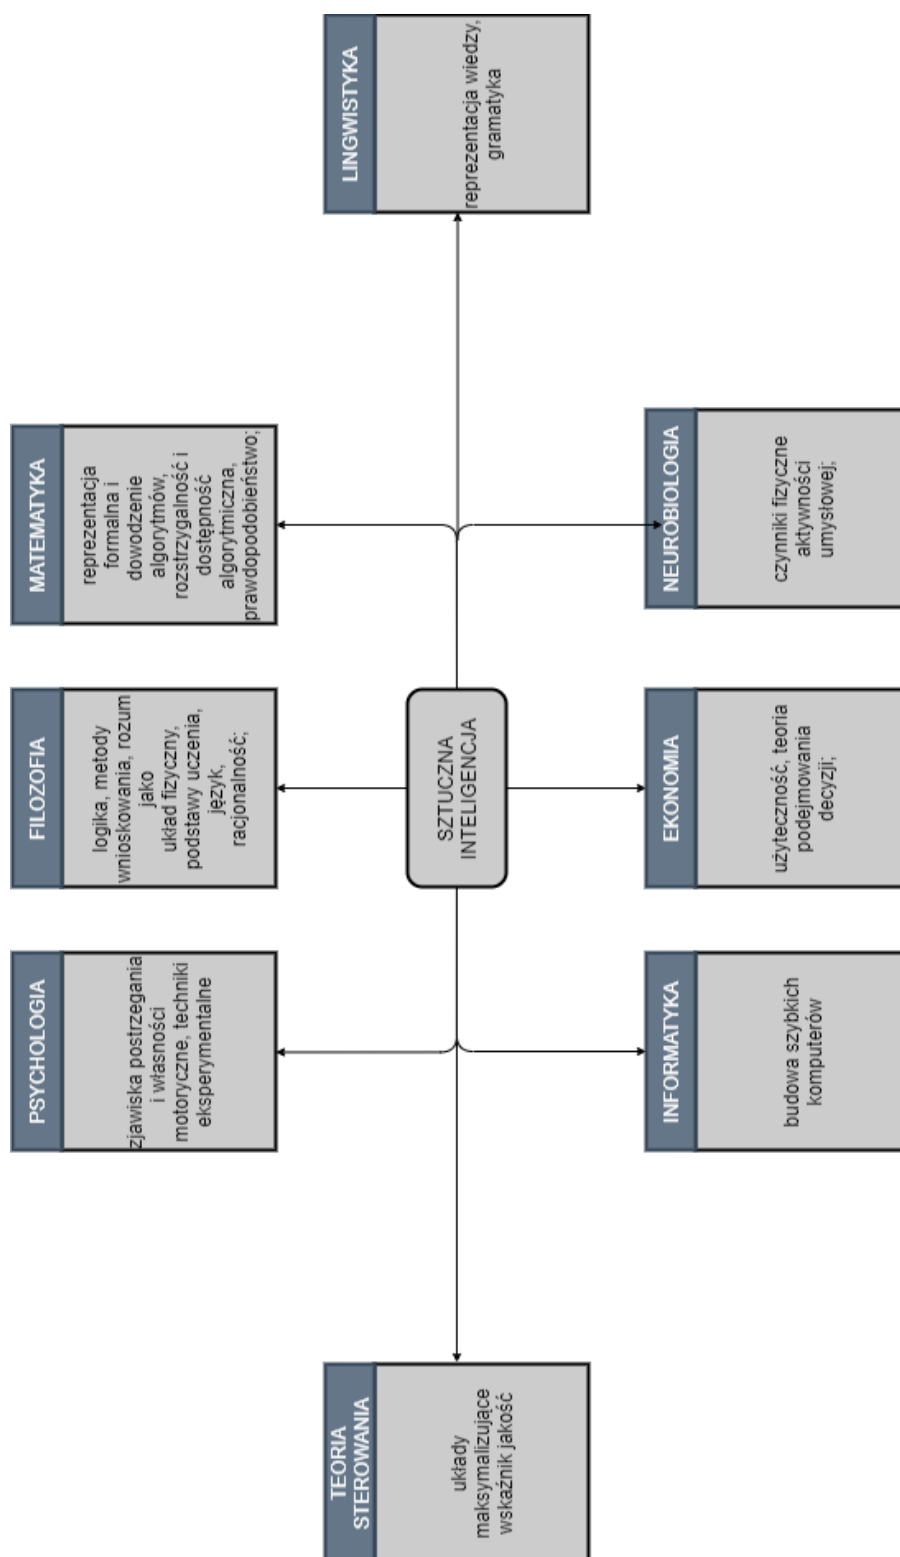 PSYCHOLOGIA
zjawiska postrzegania
i własności
motoryczne, techniki
eksperymentalne
FILOZOFIA
logika, metody
wnioskowania, rozum
jako
układ fizyczny,
podstawy uczenia,
język,
racjonalność;
MATEMATYKA
reprezentacja
formalna i
dowodzenie
algorytmów,
rozstrzygalność i
dostępność
algorytmiczna,
prawdopodobieństwo;
TEORIA
STEROWANIA
układy
maksymalizujące
wskaźnik jakość
SZTUCZNA
INTELIGENCJA
LINGWISTYKA
reprezentacja wiedzy,
gramatyka
INFORMATYKA
budowa szybkich
komputerów
EKONOMIA
użyteczność, teoria
podejmowania
decyzji;
NEUROBIOLOGIA
czynniki fizyczne
aktywności
umysłowej;